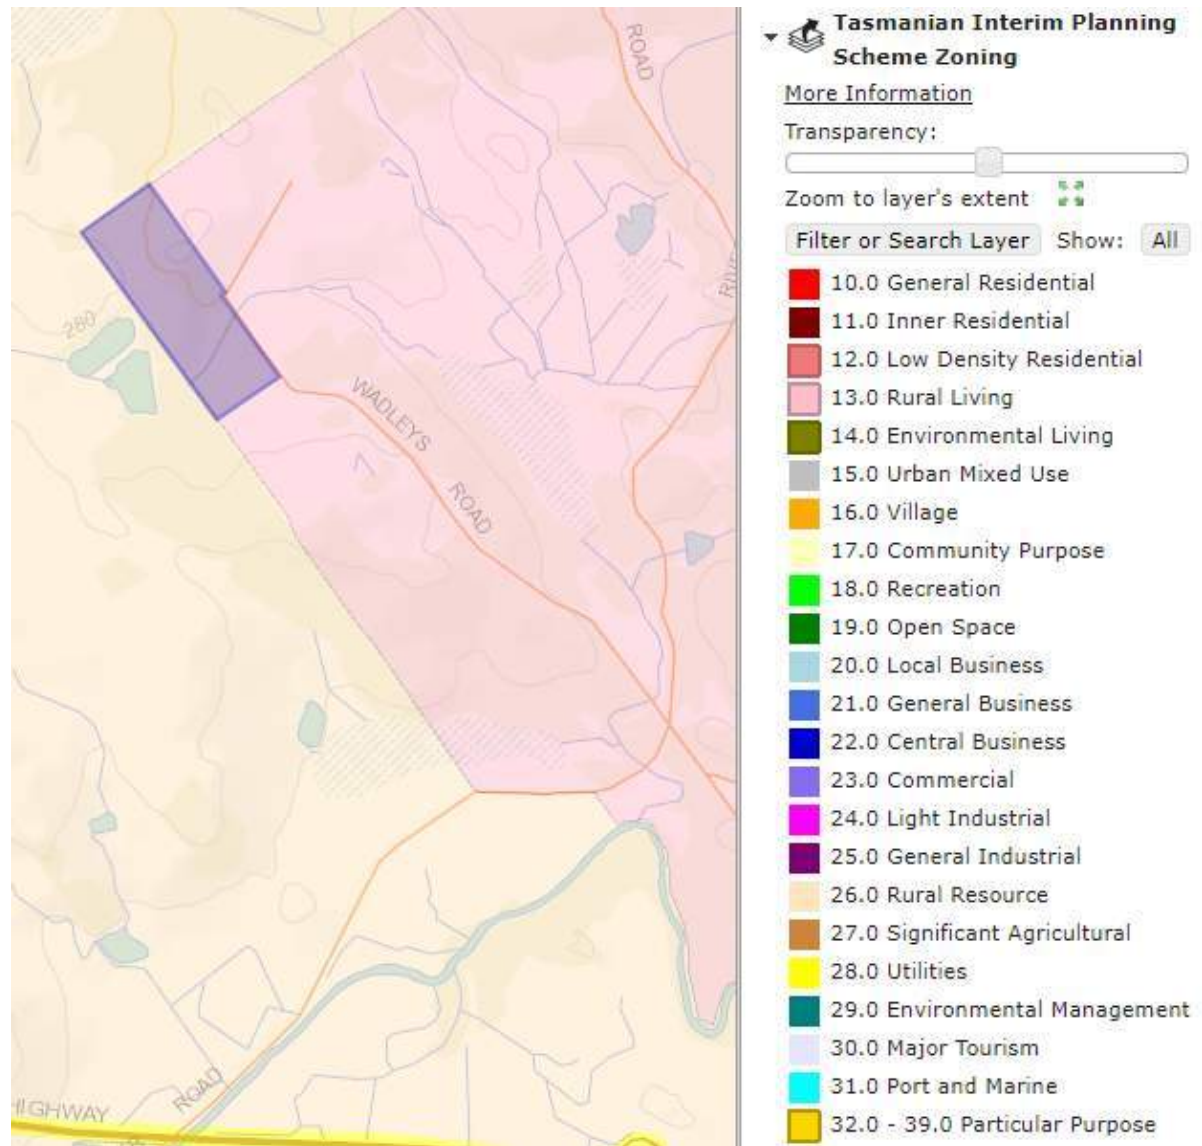 ROAD
RIVE
280
WADLEYS
ROAD
ROAD
HIGHWAY
Tasmanian Interim Planning
Scheme Zoning
More Information
Transparency:
Zoom to layer's extent
Filter or Search Layer Show: All
10.0 General Residential
11.0 Inner Residential
12.0 Low Density Residential
13.0 Rural Living
14.0 Environmental Living
15.0 Urban Mixed Use
16.0 Village
17.0 Community Purpose
18.0 Recreation
19.0 Open Space
20.0 Local Business
21.0 General Business
22.0 Central Business
23.0 Commercial
24.0 Light Industrial
25.0 General Industrial
26.0 Rural Resource
27.0 Significant Agricultural
28.0 Utilities
29.0 Environmental Management
30.0 Major Tourism
31.0 Port and Marine
32.0 - 39.0 Particular Purpose